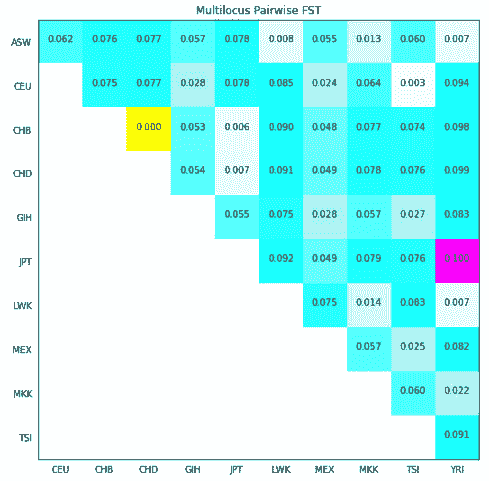 Multilocus Pairwise FST
ASW 0.062 0.076 0.077 0.057 0.078 0.008 0.055 0.013 0.060 0.007
CEU 0.075 0.077 0.028 0.078 0.085 0.024 0.064 0.003 0.094
CHB 0.000 0.053 0.006 0.090 0.048 0.077 0.074 0.098
CHD 0.054 0.007 0.091 0.049 0.078 0.076 0.099
GIH 0.055 0.075 0.028 0.057 0.027 0.083
JPT 0.092 0.049 0.079 0.076
LWK 0.075 0.014 0.083 0.007
MEX 0.057 0.025 0.082
MKK 0.060 0.022
TSI 0.091
CEU CHB CHD GIH JPT LWK MEX MKK TSI YRI